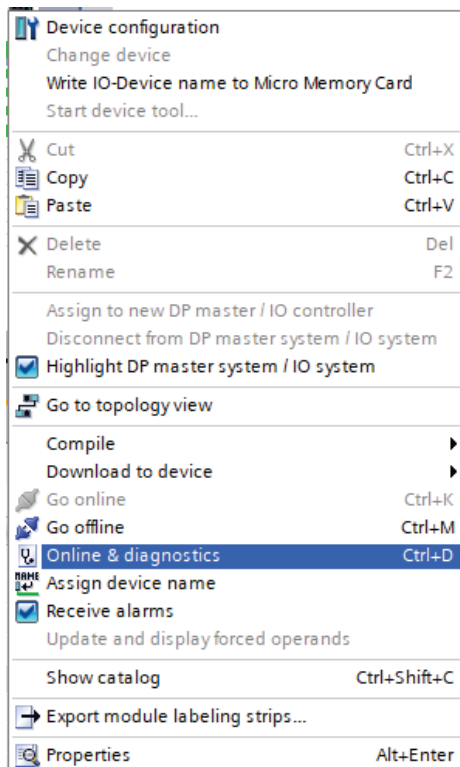 Device configuration
Change device
Write IO-Device name to Micro Memory Card
Start device tool...
Cut Ctrl+X
Copy Ctrl+C
Paste Ctrl+V
Delete Del
Rename F2
Assign to new DP master / IO controller
Disconnect from DP master system / IO system
Highlight DP master system / IO system
Go to topology view
Compile
Download to device
Go online Ctrl+K
Go offline Ctrl+M
Online & diagnostics Ctrl+D
NAME Assign device name
Receive alarms
Update and display forced operands
Show catalog Ctrl+Shift+C
Export module labeling strips...
Properties Alt+Enter